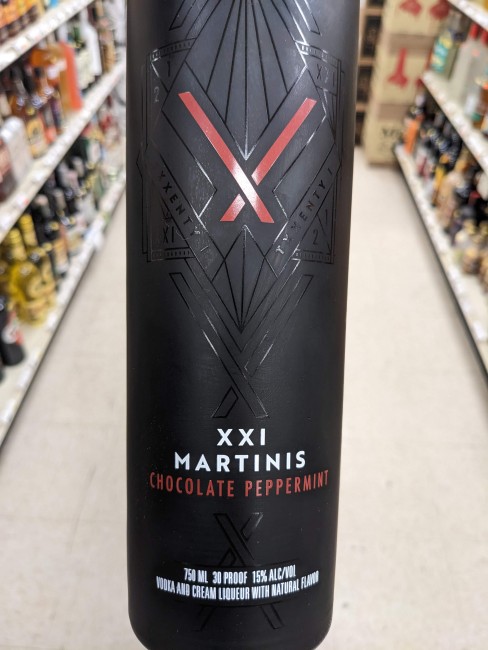 XXI
MARTINIS
CHOCOLATE PEPPERMINT
750 ML 30 PROOF 15% ALC/VOL
VODKA AND CREAM LIQUEUR WITH NATURAL FLAVOR